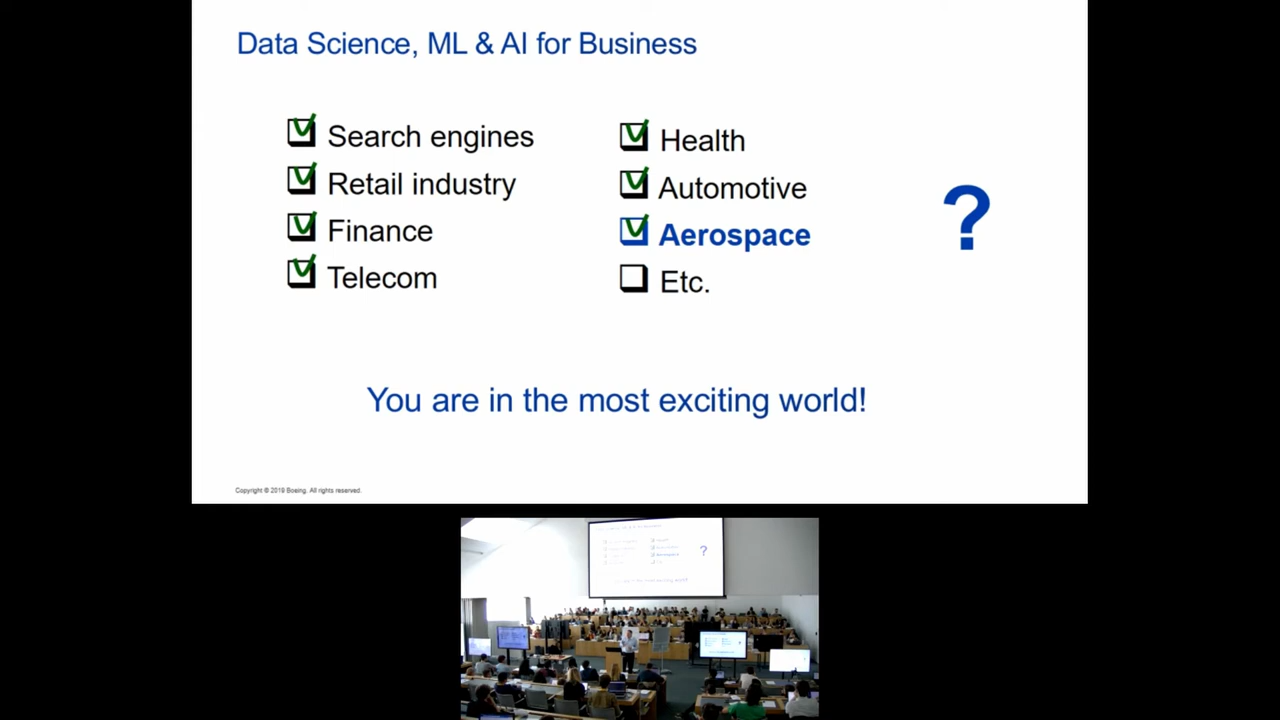 Data Science, ML & AI for Business
Search engines
Retail industry
Finance
Telecom
Health
Automotive
Aerospace
Etc.
?
You are in the most exciting world!
Copyright © 2019 Boeing. All rights reserved.